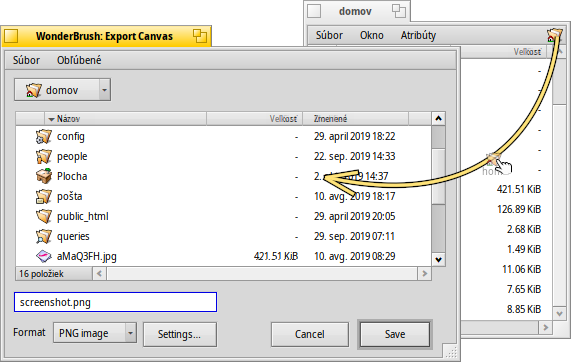 domov
WonderBrush: Export Canvas
Súbor Okno Atribúty
Súbor Obľúbené
Veľkosť
domov
Názov Veľkosť Zmenené
config - 29. apríl 2019 18:22
people - 22. sep. 2019 14:33
Plocha - 2. 2019 14:37
pošta - 10. avg. 2019 18:17
public_html - 29. apríl 2019 20:05
queries - 29. sep. 2019 07:11
aMaQ3FH.jpg 421.51 KiB 10. avg. 2019 08:29
16 položiek
-
-
-
-
-
-
421.51 KiB
126.89 KiB
2.68 KiB
1.49 KiB
11.06 KiB
7.65 KiB
8.85 KiB
screenshot.png
Format PNG image Settings... Cancel Save